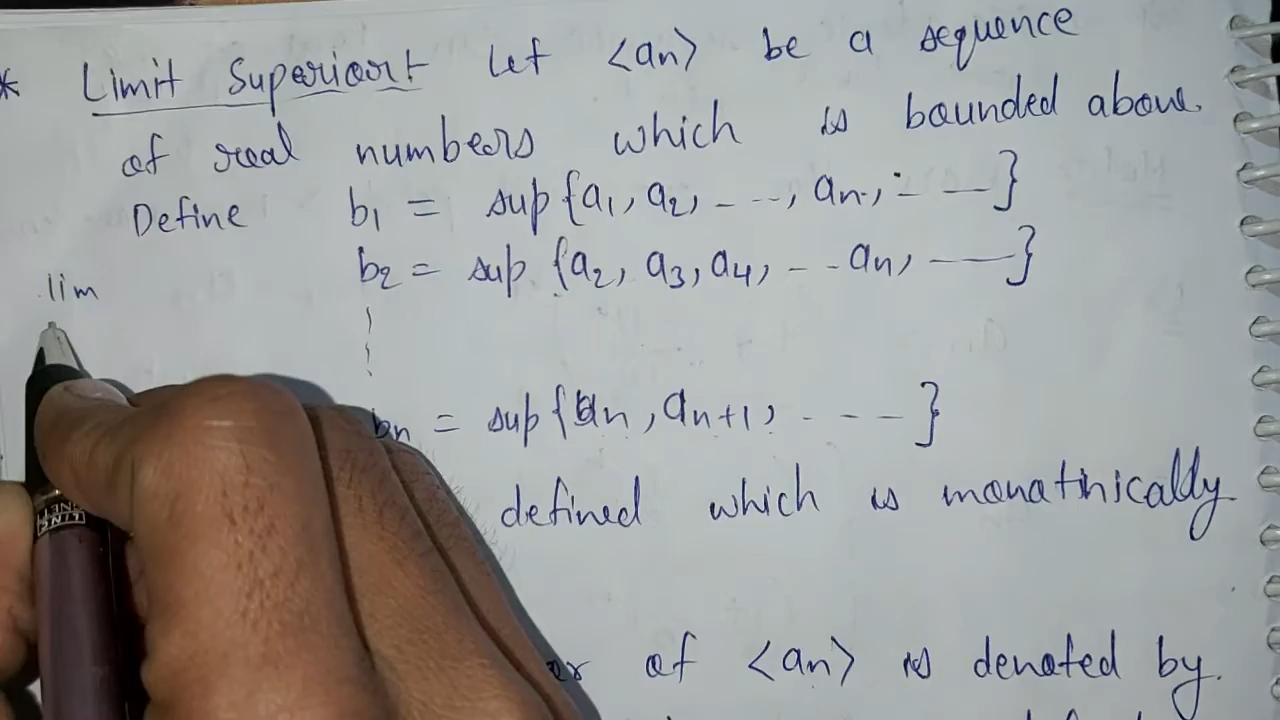 * Limit Superior :- Let <an> be a sequence
of real numbers which is bounded above.
Define b1 = sup{a1, a2, - - -, an, - - —}
b2 = sup {a2, a3, a4, - - an, - —}
lim
bn = sup{an, an+1, - - - -}
defined which is monotinically
of <an> is denoted by.